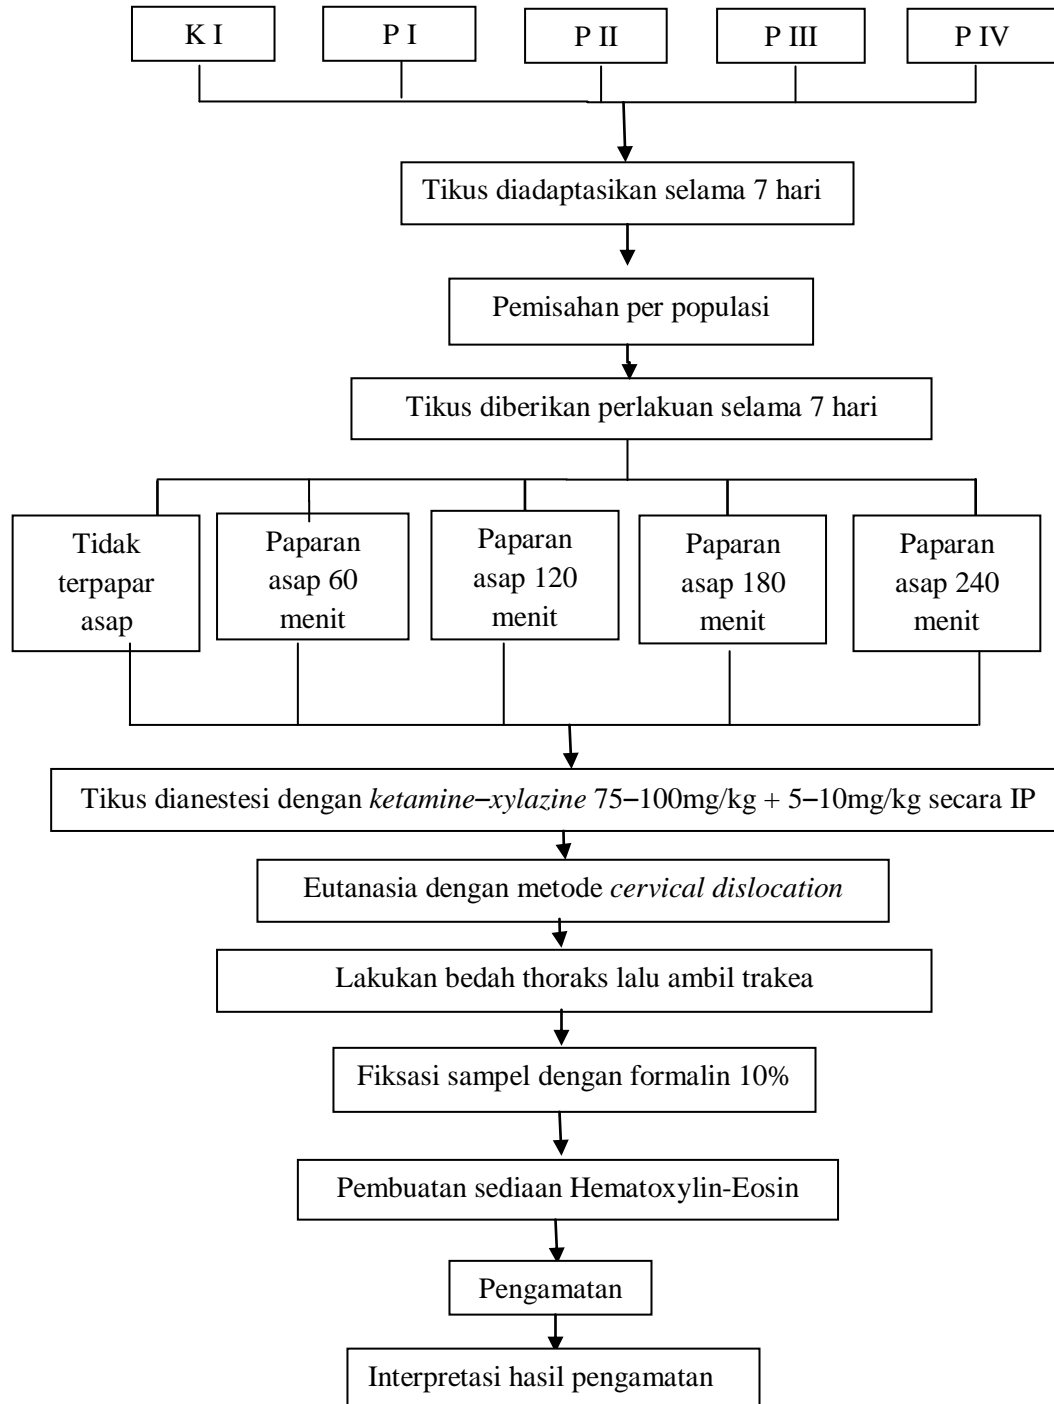 K I
P I
P II
P III
P IV
Tikus diadaptasikan selama 7 hari
Pemisahan per populasi
Tikus diberikan perlakuan selama 7 hari
Tidak
terpapar
asap
Paparan
asap 60
menit
Paparan
asap 120
menit
Paparan
asap 180
menit
Paparan
asap 240
menit
Tikus dianestesi dengan ketamine–xylazine 75–100mg/kg + 5–10mg/kg secara IP
Eutanasia dengan metode cervical dislocation
Lakukan bedah thoraks lalu ambil trakea
Fiksasi sampel dengan formalin 10%
Pembuatan sediaan Hematoxylin-Eosin
Pengamatan
Interpretasi hasil pengamatan